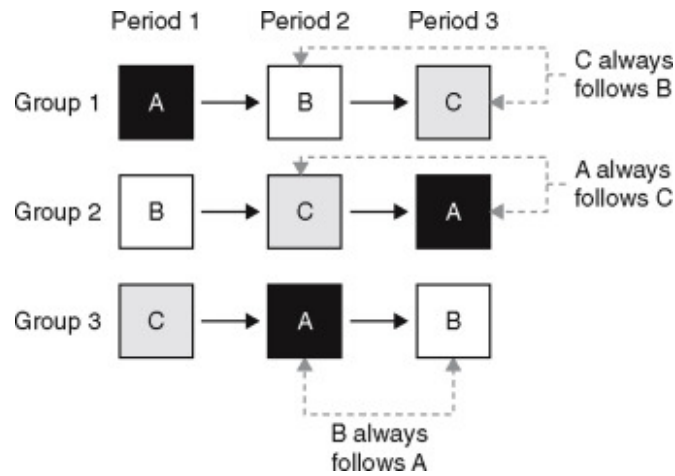 Period 1 Period 2 Period 3
Group 1 A B C
C always
follows B
Group 2 B C A
A always
follows C
Group 3 C A B
B always
follows A